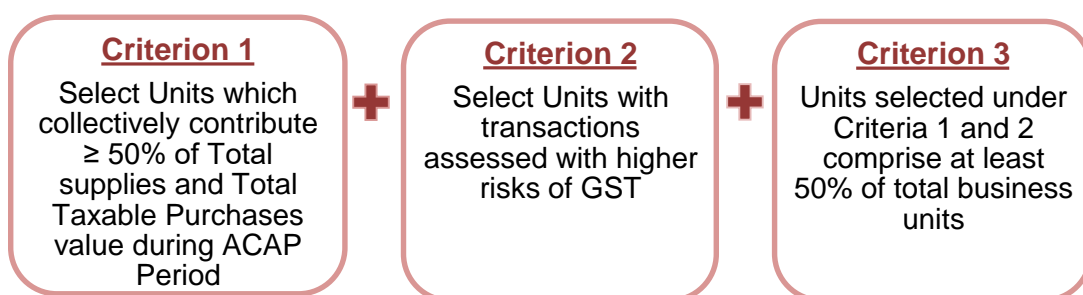 Criterion 1
Select Units which
collectively contribute
≥ 50% of Total
supplies and Total
Taxable Purchases
value during ACAP
Period
Criterion 2
Select Units with
transactions
assessed with higher
risks of GST
Criterion 3
Units selected under
Criteria 1 and 2
comprise at least
50% of total business
units